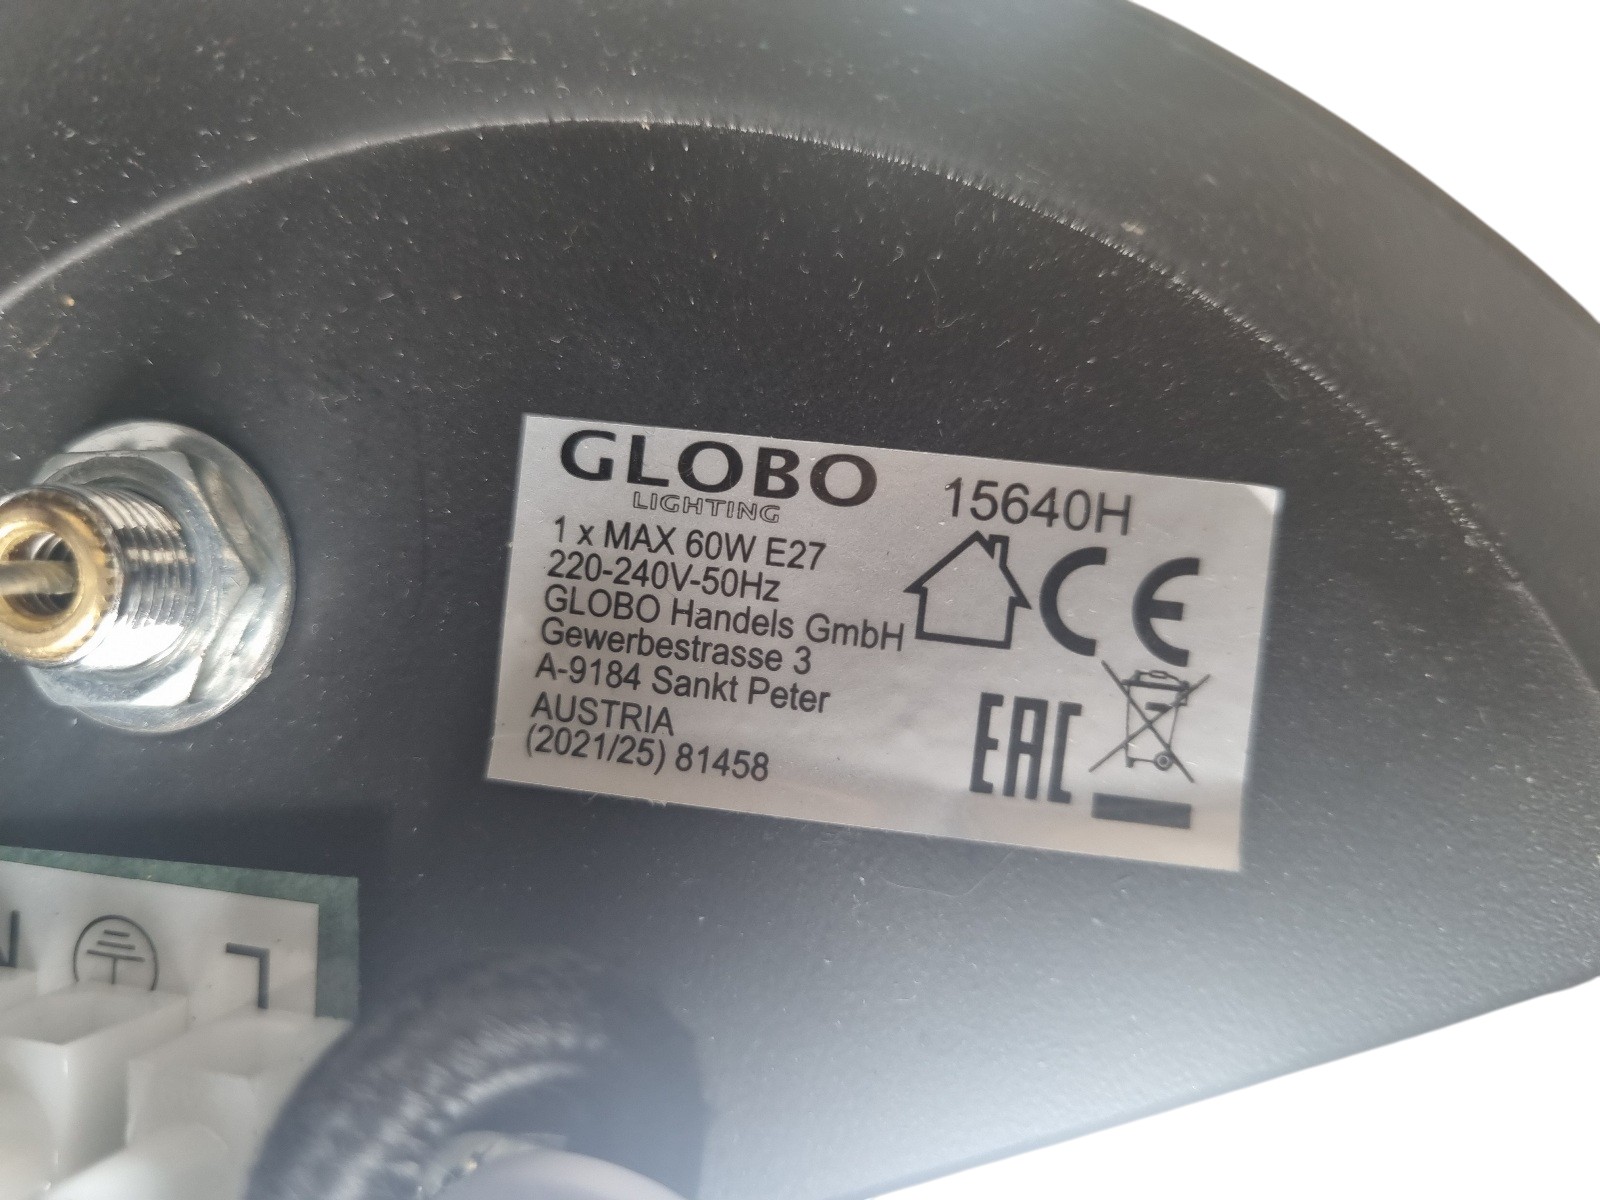 GLOBO
LIGHTING
15640H
1 x MAX 60W E27
220-240V-50Hz
GLOBO Handels GmbH
Gewerbestrasse 3
A-9184 Sankt Peter
AUSTRIA
(2021/25) 81458
CE
EAC
N L